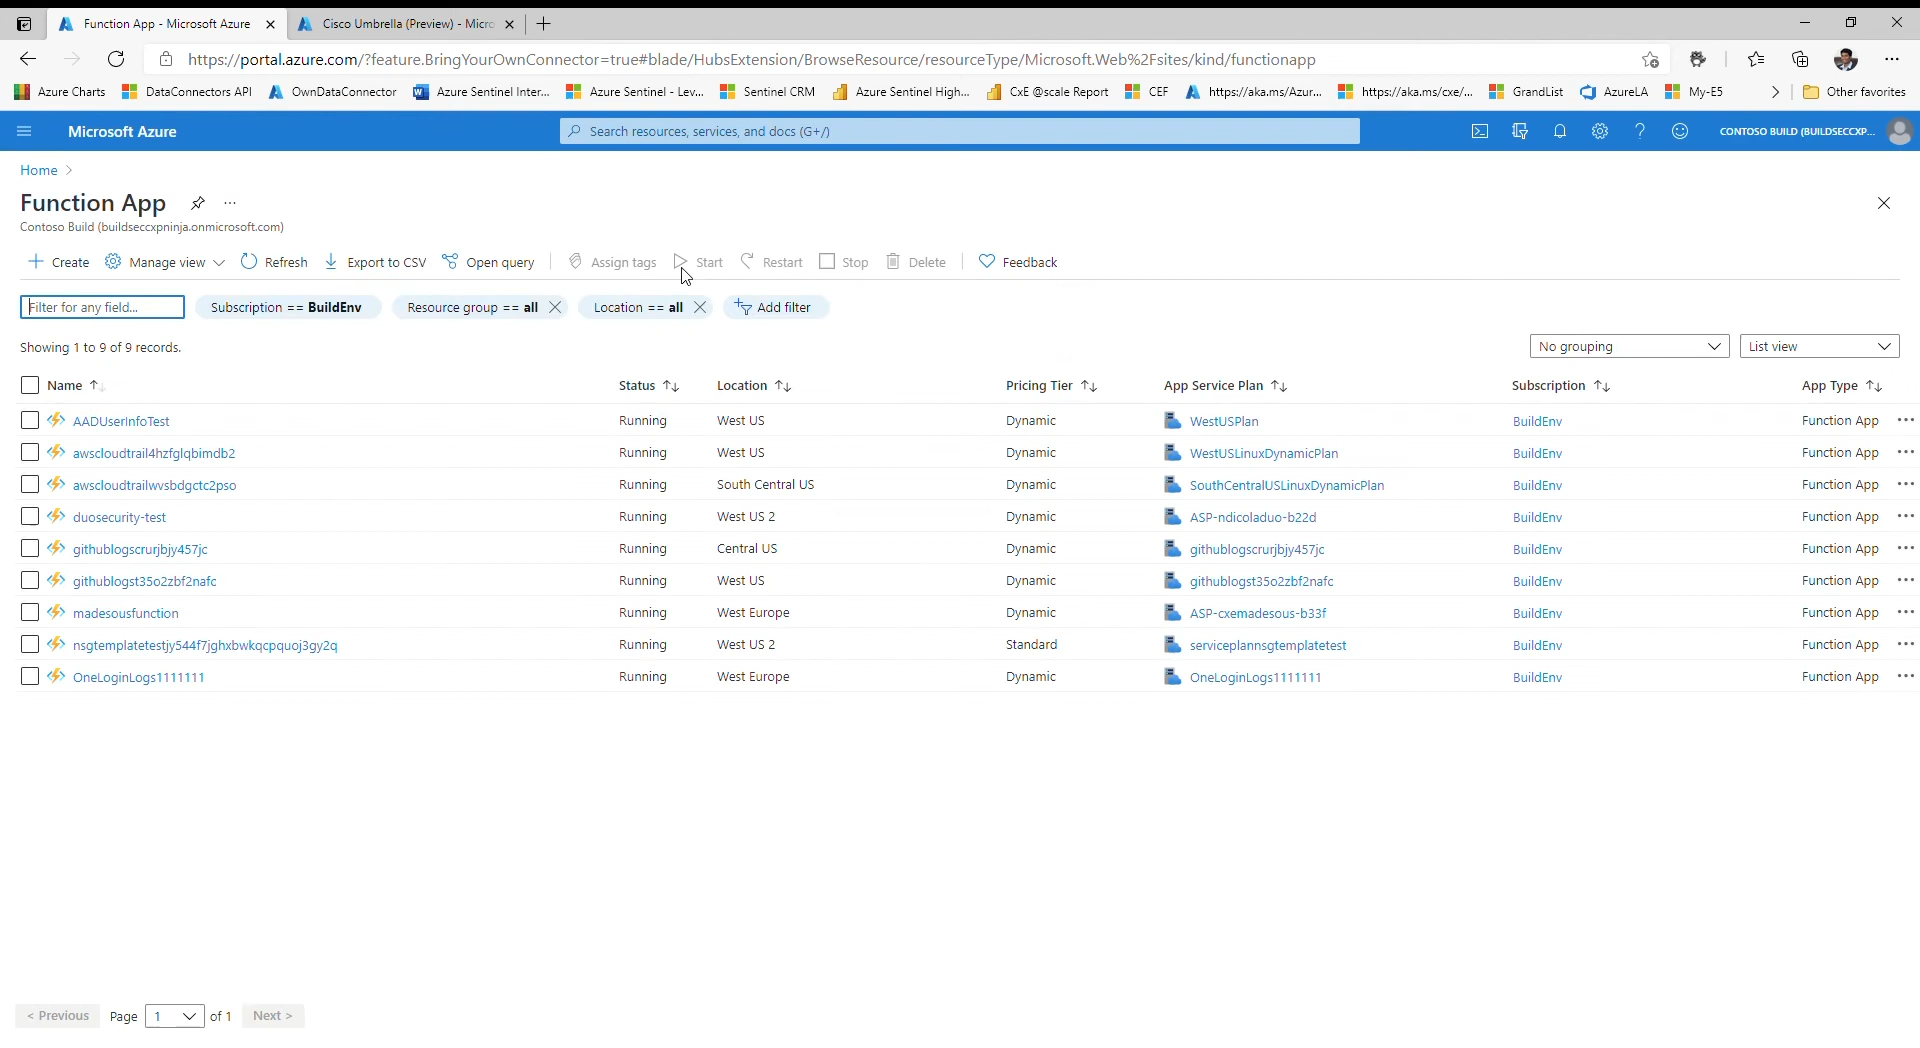 Function App - Microsoft Azure
Cisco Umbrella (Preview) - Micro
https://portal.azure.com/?feature.BringYourOwnConnector=true#blade/HubsExtension/BrowseResource/resourceType/Microsoft.Web%2Fsites/kind/functionapp
Azure Charts DataConnectors API OwnDataConnector Azure Sentinel Inter... Azure Sentinel - Lev... Sentinel CRM Azure Sentinel High... CxE @scale Report CEF https://aka.ms/Azur... https://aka.ms/cxe/... GrandList AzureLA My-E5 Other favorites
Microsoft Azure Search resources, services, and docs (G+/) CONTOSO BUILD (BUILDSECCXP...
Home >
Function App ...
Contoso Build (buildseccxpninja.onmicrosoft.com)
Create Manage view Refresh Export to CSV Open query Assign tags Start Restart Stop Delete Feedback
Filter for any field... Subscription == BuildEnv Resource group == all Location == all Add filter
Showing 1 to 9 of 9 records. No grouping List view
Name Status Location Pricing Tier App Service Plan Subscription App Type
AADUserInfoTest Running West US Dynamic WestUSPlan BuildEnv Function App ...
awscloudtrail4hzfglqbimdb2 Running West US Dynamic WestUSLinuxDynamicPlan BuildEnv Function App ...
awscloudtrailwvsbdgctc2pso Running South Central US Dynamic SouthCentralUSLinuxDynamicPlan BuildEnv Function App ...
duosecurity-test Running West US 2 Dynamic ASP-ndicoladuo-b22d BuildEnv Function App ...
githublogscrurjbjy457jc Running Central US Dynamic githublogscrurjbjy457jc BuildEnv Function App ...
githublogst35o2zbf2nafc Running West US Dynamic githublogst35o2zbf2nafc BuildEnv Function App ...
madesousfunction Running West Europe Dynamic ASP-cxemadesous-b33f BuildEnv Function App ...
nsgtemplatetestjy544f7jghxbwkqcpquoj3gy2q Running West US 2 Standard serviceplannsgtemplatetest BuildEnv Function App ...
OneLoginLogs1111111 Running West Europe Dynamic OneLoginLogs1111111 BuildEnv Function App ...
< Previous Page 1 of 1 Next >